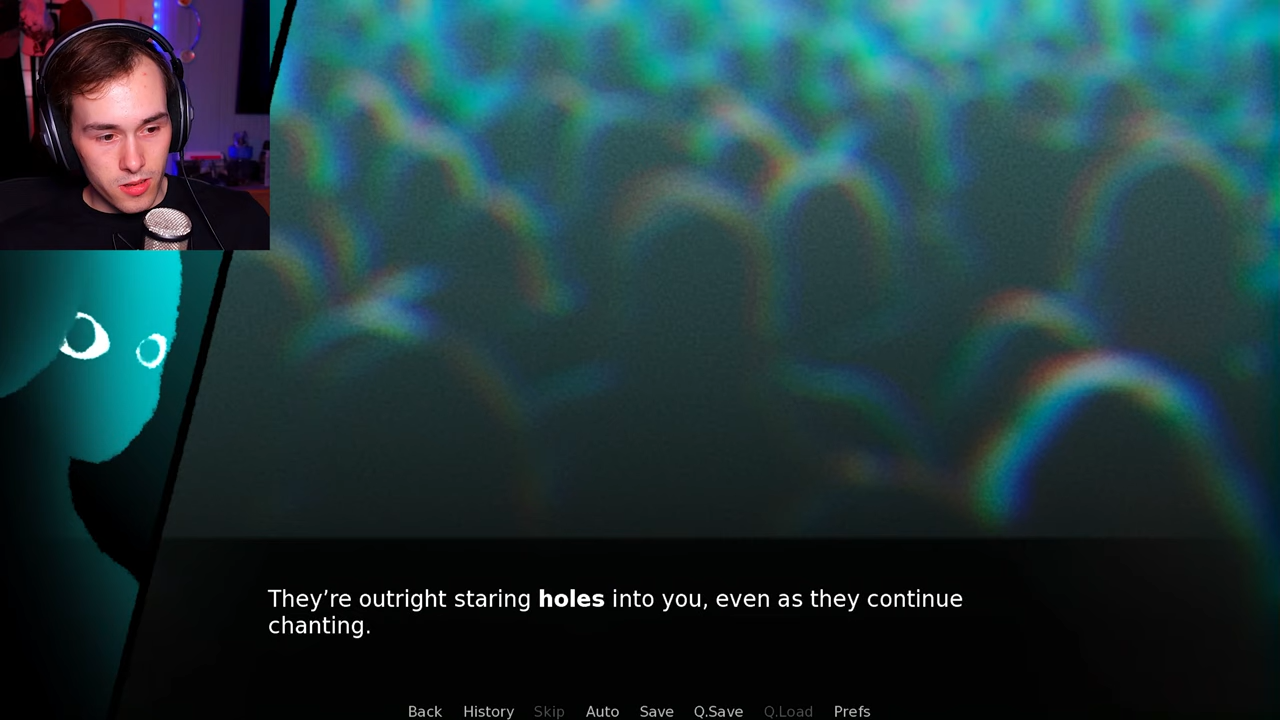 They’re outright staring holes into you, even as they continue
chanting.
Back History Skip Auto Save Q.Save Q.Load Prefs